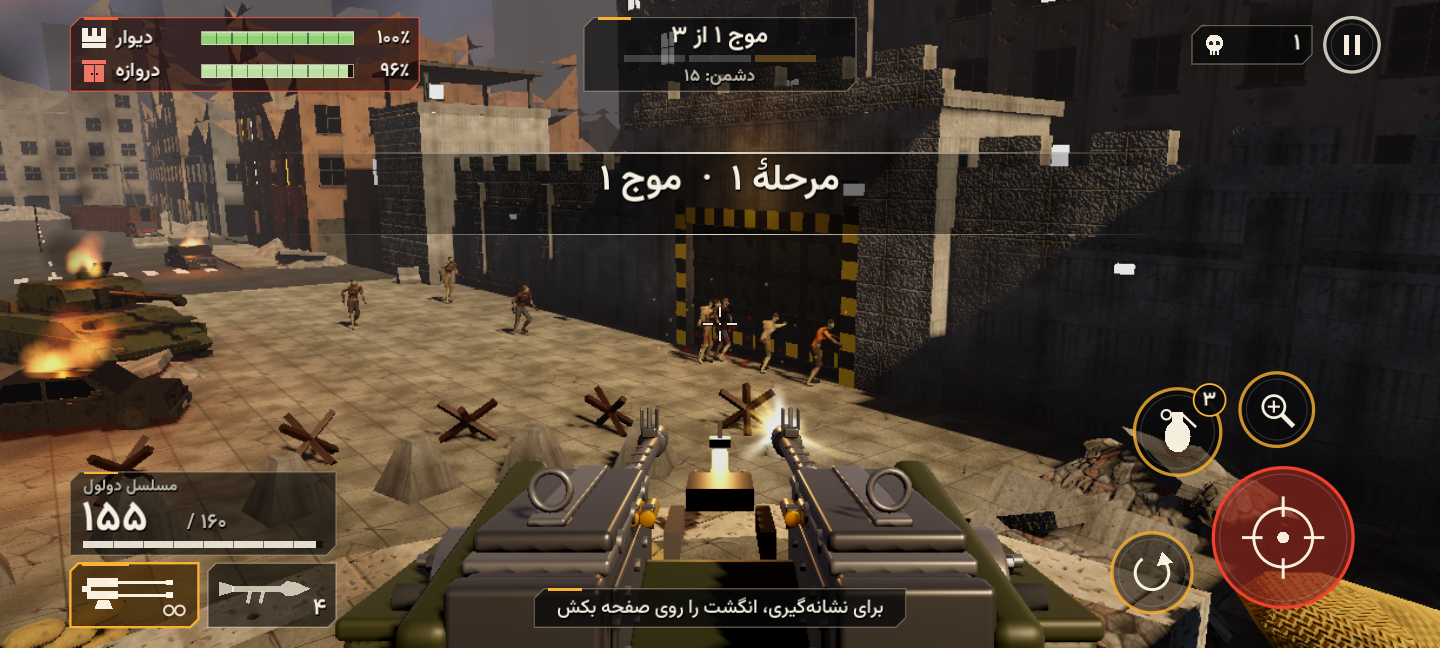 دیوار ۱۰۰٪
دروازه ۹۶٪
موج ۱ از ۳
دشمن: ۱۵
۱
مرحلهٔ ۱ · موج ۱
۳
مسلسل دولول
۱۵۵ / ۱۶۰
∞
۴
برای نشانه‌گیری، انگشت را روی صفحه بکش